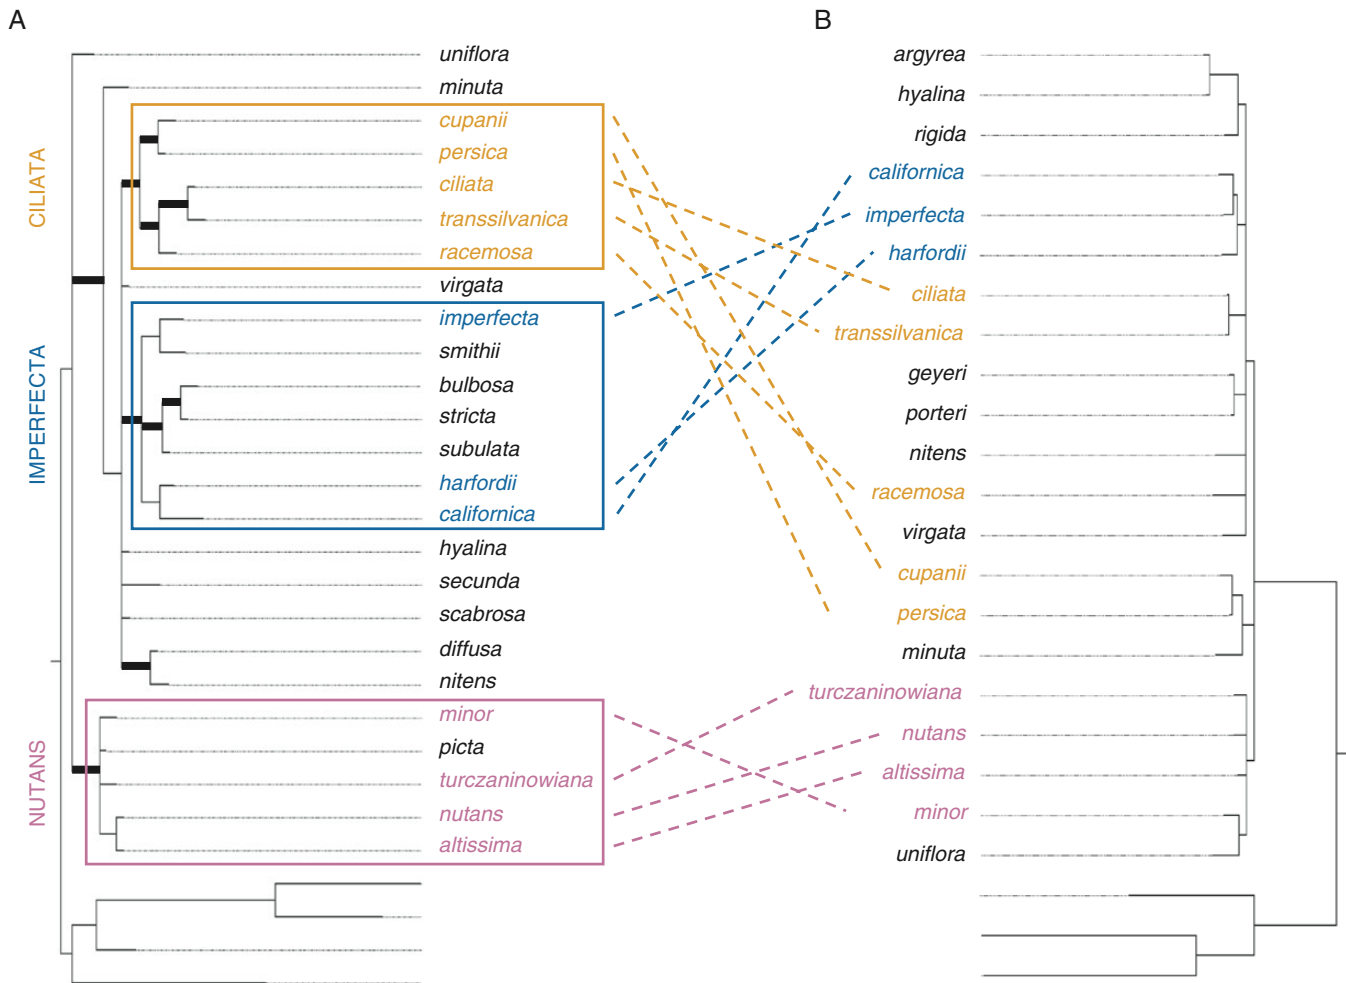 A
CILIATA
IMPERFECTA
NUTANS
uniflora
minuta
cupanii
persica
ciliata
transsilvanica
racemosa
virgata
imperfecta
smithii
bulbosa
stricta
subulata
harfordii
californica
hyalina
secunda
scabrosa
diffusa
nitens
minor
picta
turczaninowiana
nutans
altissima
B
argyrea
hyalina
rigida
californica
imperfecta
harfordii
ciliata
transsilvanica
geyeri
porteri
nitens
racemosa
virgata
cupanii
persica
minuta
turczaninowiana
nutans
altissima
minor
uniflora